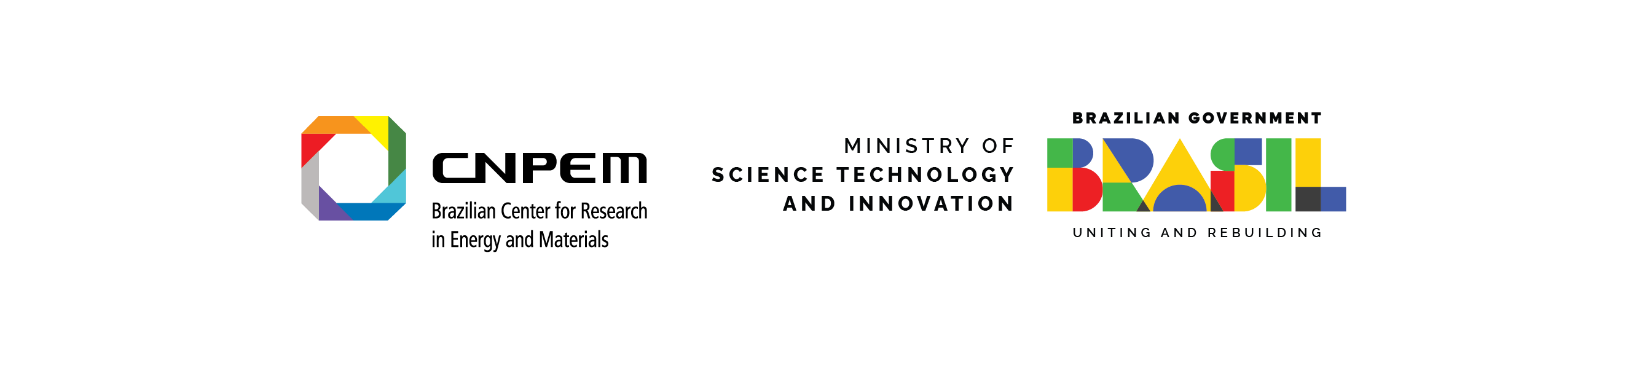 CNPEM
Brazilian Center for Research
in Energy and Materials
MINISTRY OF
SCIENCE TECHNOLOGY
AND INNOVATION
BRAZILIAN GOVERNMENT
BRASIL
UNITING AND REBUILDING